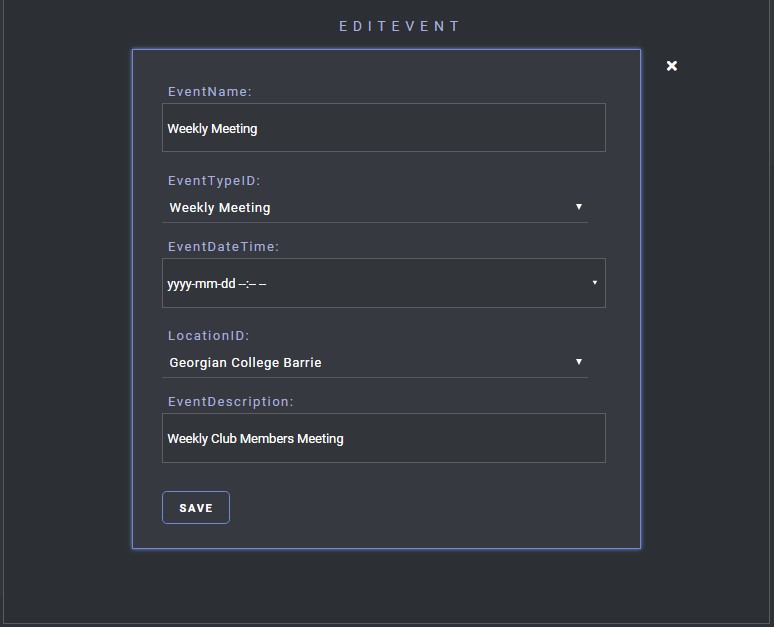 EDITEVENT
EventName:
Weekly Meeting
EventTypeID:
Weekly Meeting
EventDateTime:
yyyy-mm-dd --:-- --
LocationID:
Georgian College Barrie
EventDescription:
Weekly Club Members Meeting
SAVE